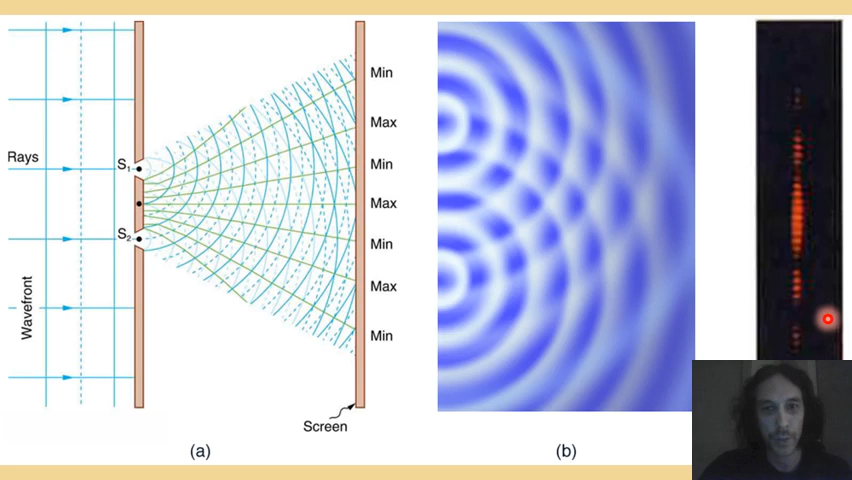 Min
Max
Rays
S1
Min
Max
S2
Min
Max
Wavefront
Min
Screen
(a)
(b)